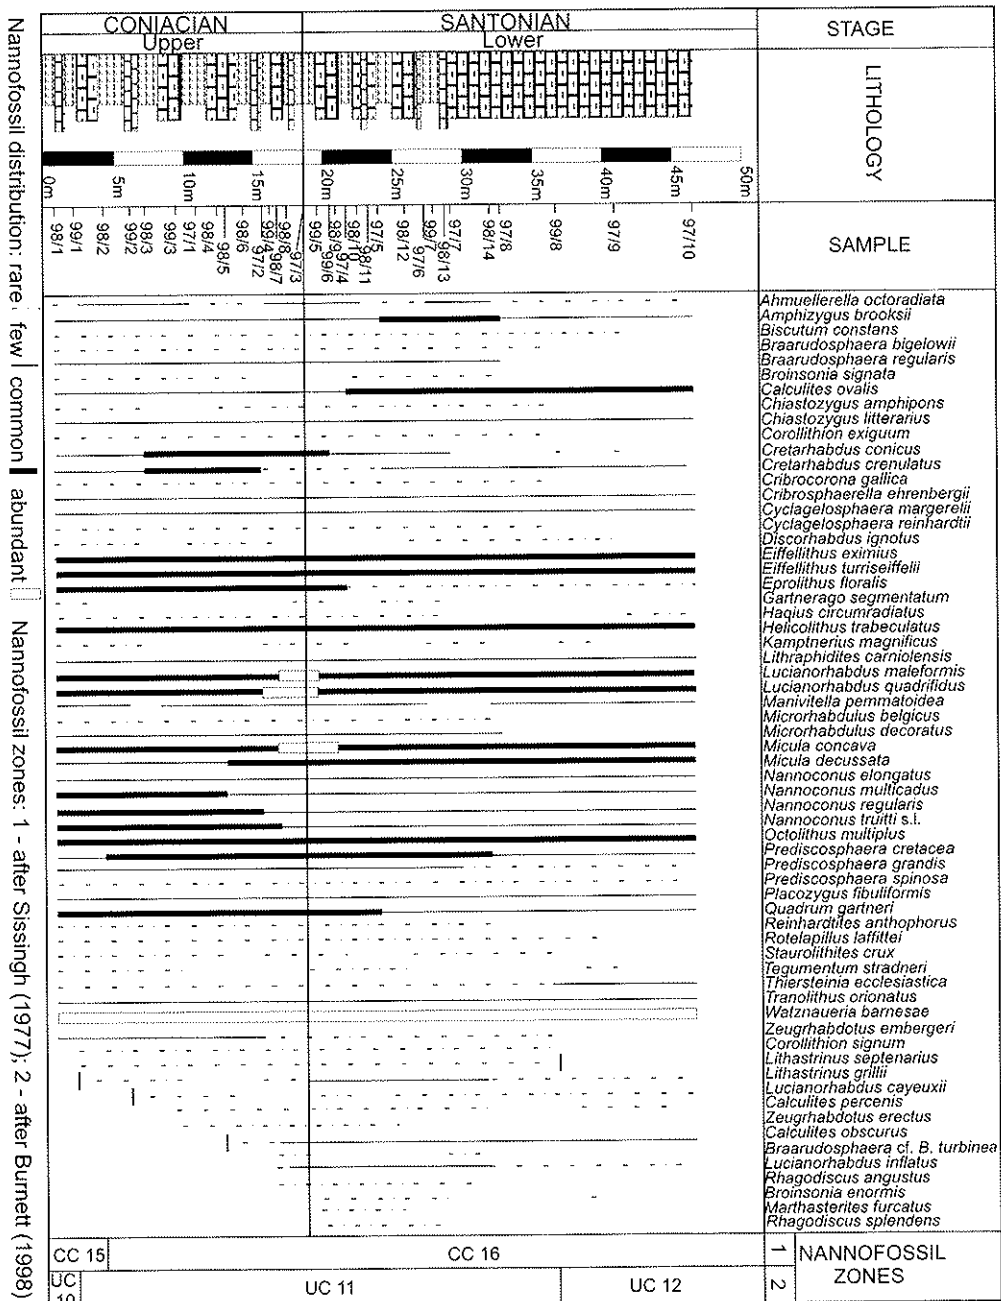 CONIACIAN
SANTONIAN
STAGE
Upper
Lower
LITHOLOGY
0m
5m
10m
15m
20m
25m
30m
35m
40m
45m
50m
SAMPLE
98/1
99/1
98/2
99/2
98/3
99/3
97/1
98/4
98/5
98/6
97/2
99/4
98/7
98/8
97/3
99/5
99/6
98/9
97/4
98/10
98/11
97/5
98/12
97/6
99/7
98/13
97/7
98/14
97/8
99/8
97/9
97/10
Ahmuellerella octoradiata
Amphizygus brooksii
Biscutum constans
Braarudosphaera bigelowii
Braarudosphaera regularis
Broinsonia signata
Calculites ovalis
Chiastozygus amphipons
Chiastozygus litterarius
Corollithion exiguum
Cretarhabdus conicus
Cretarhabdus crenulatus
Cribrocorona gallica
Cribrosphaerella ehrenbergii
Cyclagelosphaera margerelii
Cyclagelosphaera reinhardtii
Discorhabdus ignotus
Eiffellithus eximius
Eiffellithus turriseiffelii
Eprolithus floralis
Gartnerago segmentatum
Haqius circumradiatus
Helicolithus trabeculatus
Kamptnerius magnificus
Lithraphidites carniolensis
Lucianorhabdus maleformis
Lucianorhabdus quadrifidus
Manivitella pemmatoidea
Microrhabdulus belgicus
Microrhabdulus decoratus
Micula concava
Micula decussata
Nannoconus elongatus
Nannoconus multicadus
Nannoconus regularis
Nannoconus truitti s.l.
Octolithus multiplus
Prediscosphaera cretacea
Prediscosphaera grandis
Prediscosphaera spinosa
Placozygus fibuliformis
Quadrum gartneri
Reinhardtites anthophorus
Rotelapillus laffittei
Staurolithites crux
Tegumentum stradneri
Thiersteinia ecclesiastica
Tranolithus orionatus
Watznaueria barnesae
Zeugrhabdotus embergeri
Corollithion signum
Lithastrinus septenarius
Lithastrinus grillii
Lucianorhabdus cayeuxii
Calculites percenis
Zeugrhabdotus erectus
Calculites obscurus
Braarudosphaera cf. B. turbinea
Lucianorhabdus inflatus
Rhagodiscus angustus
Broinsonia enormis
Marthasterites furcatus
Rhagodiscus splendens
CC 15
CC 16
1
NANNOFOSSIL
ZONES
UC
10
UC 11
UC 12
2
Nannofossil distribution: rare few common abundant Nannofossil zones: 1 - after Sissingh (1977); 2 - after Burnett (1998)